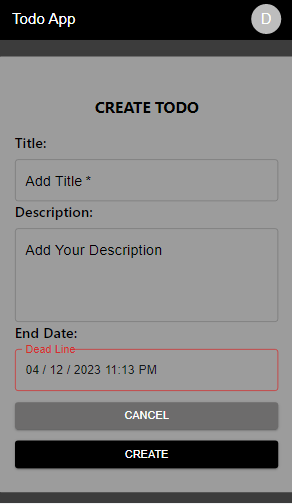 Todo App
D
CREATE TODO
Title:
Add Title *
Description:
Add Your Description
End Date:
Dead Line
04 / 12 / 2023 11:13 PM
CANCEL
CREATE